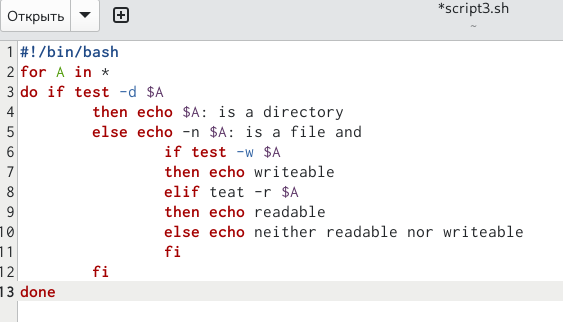 Открыть
*script3.sh
~
1 #!/bin/bash
2 for A in *
3 do if test -d $A
4 then echo $A: is a directory
5 else echo -n $A: is a file and
6 if test -w $A
7 then echo writeable
8 elif teat -r $A
9 then echo readable
10 else echo neither readable nor writeable
11 fi
12 fi
13 done